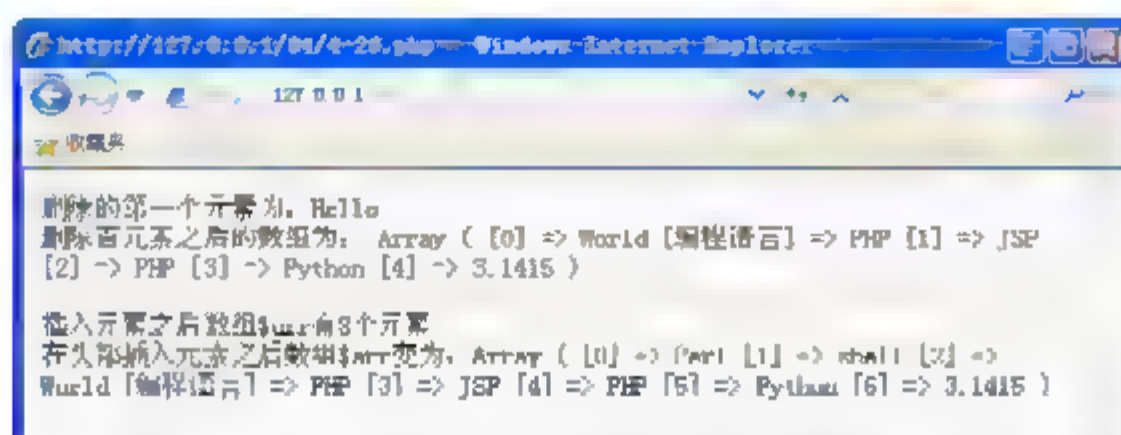 http://127.0.0.1/04/4-20.php - Windows Internet Explorer
127.0.0.1
收藏夹
删除的第一个元素为: Hello
删除首元素之后的数组为: Array ( [0] => World [编程语言] => PHP [1] => JSP
[2] => PHP [3] => Python [4] => 3.1415 )
插入元素之后数组$arr有8个元素
在头部插入元素之后数组$arr变为: Array ( [0] => Perl [1] => shell [2] =>
World [编程语言] => PHP [3] => JSP [4] => PHP [5] => Python [6] => 3.1415 )